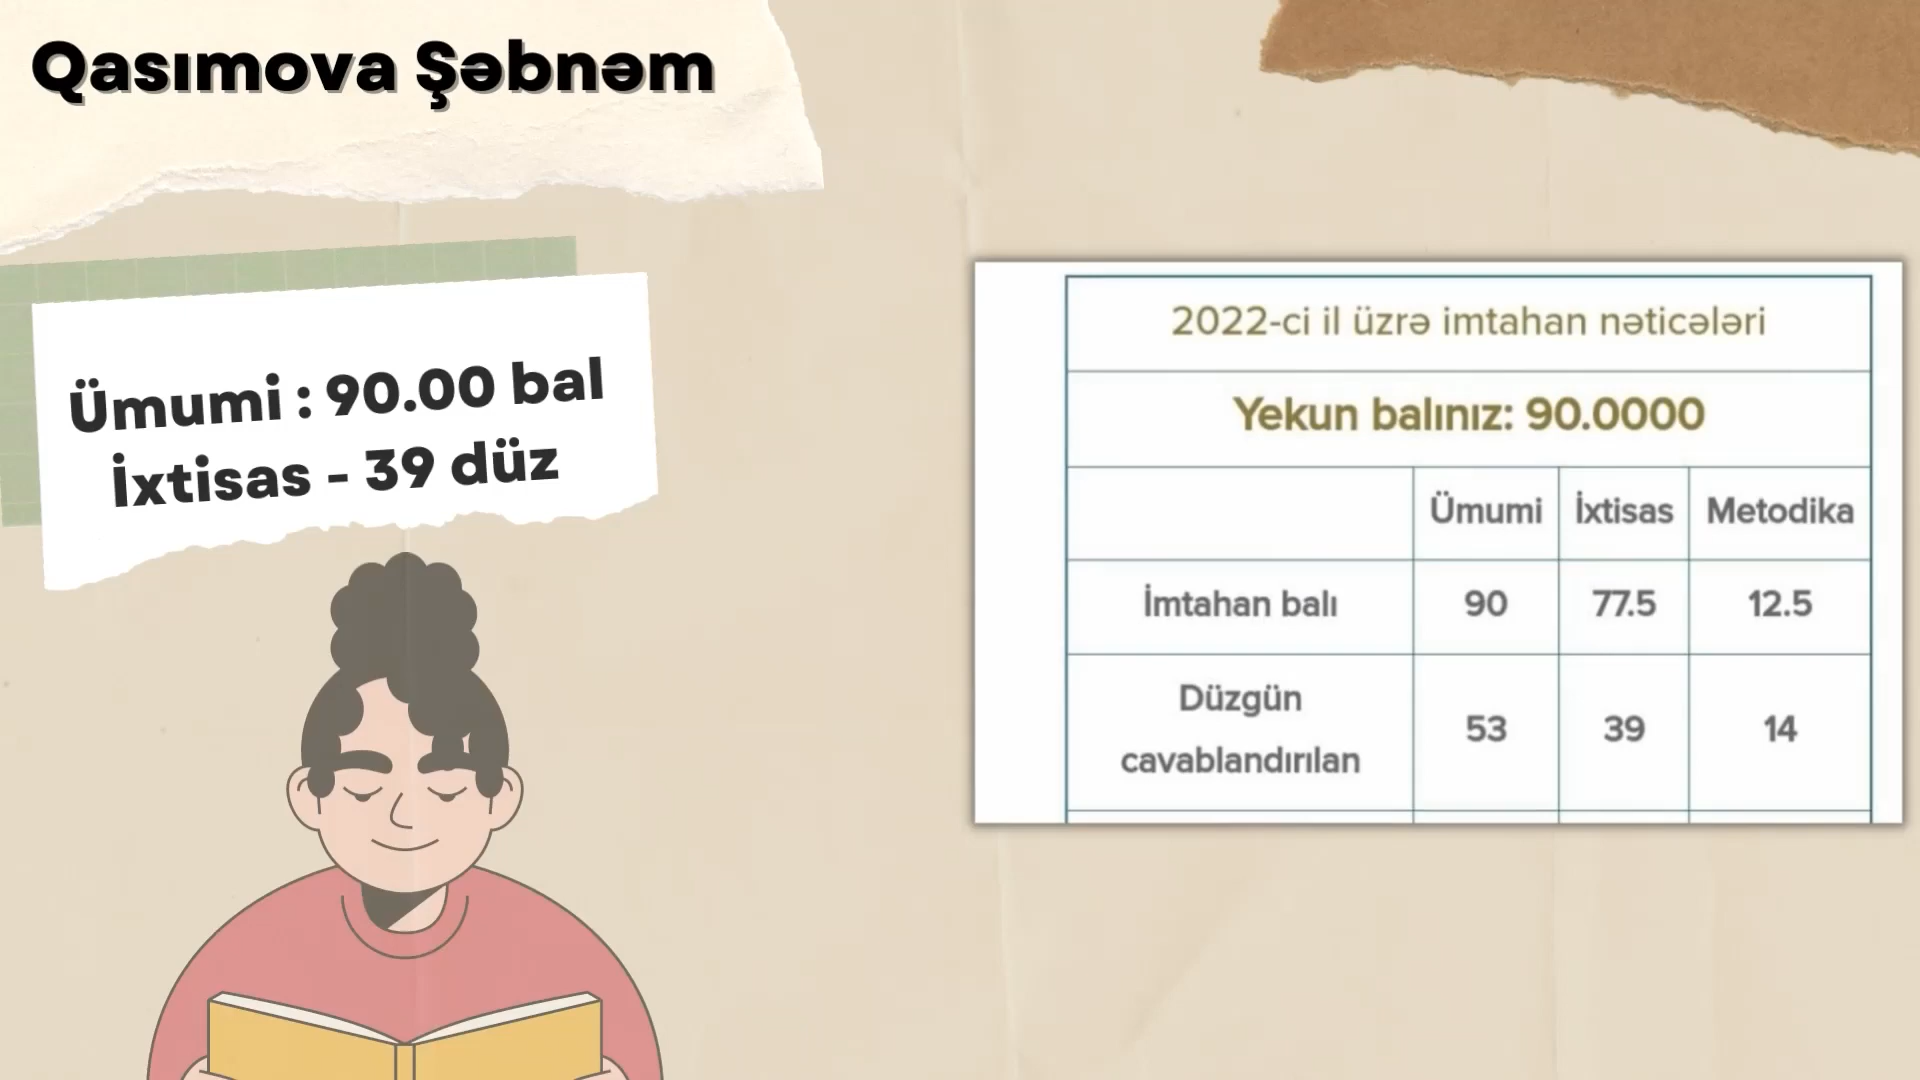 Qasımova Şəbnəm
Ümumi : 90.00 bal
İxtisas - 39 düz
2022-ci il üzrə imtahan nəticələri
Yekun balınız: 90.0000
Ümumi İxtisas Metodika
İmtahan balı 90 77.5 12.5
Düzgün
cavablandırılan 53 39 14